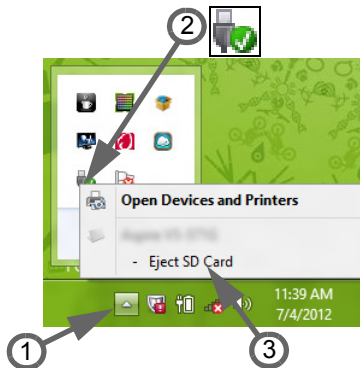 2
Open Devices and Printers
- Eject SD Card
11:39 AM
7/4/2012
1
3